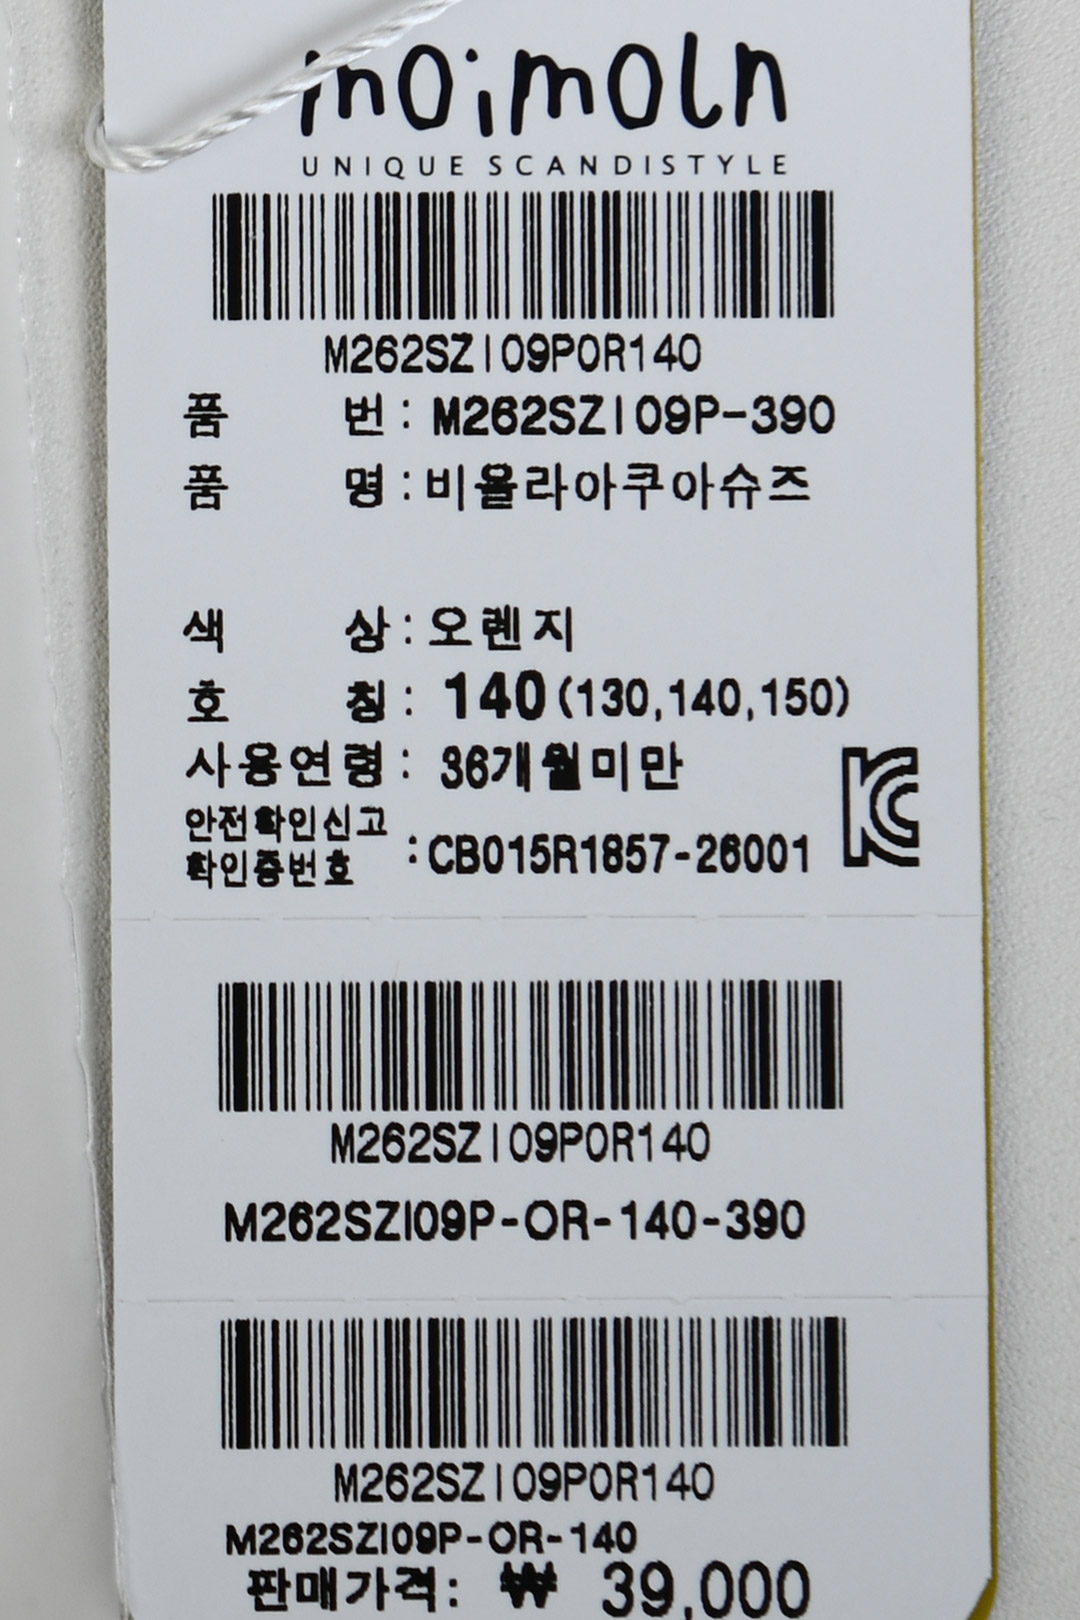 moimoln
UNIQUE SCANDISTYLE
M262SZI09POR140
품 번 : M262SZI09P-390
품 명 : 비욜라아쿠아슈즈
색 상 : 오렌지
호 칭 : 140(130,140,150)
사용연령 : 36개월미만
안전확인신고
확인증번호 : CB015R1857-26001
M262SZI09POR140
M262SZI09P-OR-140-390
M262SZI09POR140
M262SZI09P-OR-140
판매가격: ₩ 39,000